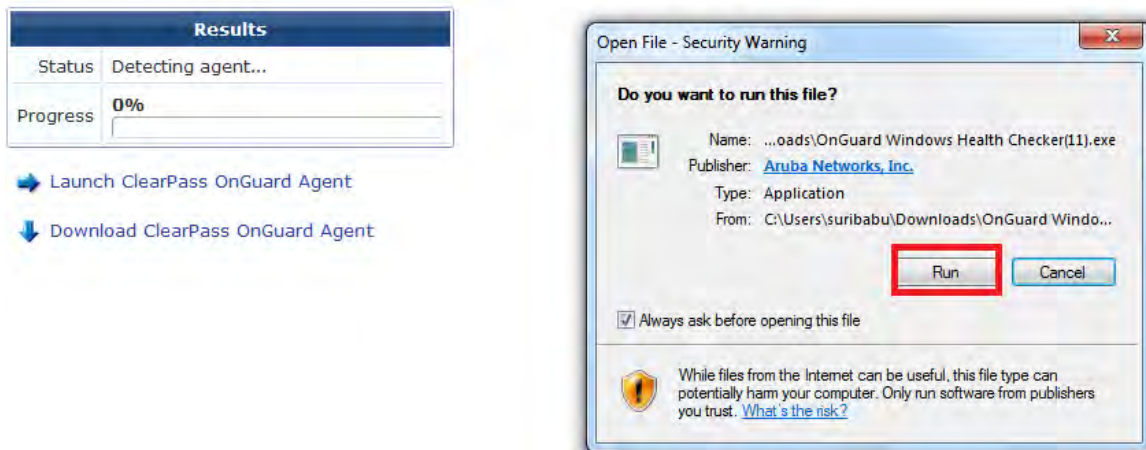 Results
Status Detecting agent...
Progress 0%
Launch ClearPass OnGuard Agent
Download ClearPass OnGuard Agent
Open File - Security Warning
X
Do you want to run this file?
Name: ...oads\OnGuard Windows Health Checker(11).exe
Publisher: Aruba Networks, Inc.
Type: Application
From: C:\Users\suribabu\Downloads\OnGuard Windo...
Run Cancel
Always ask before opening this file
While files from the Internet can be useful, this file type can
potentially harm your computer. Only run software from publishers
you trust. What's the risk?